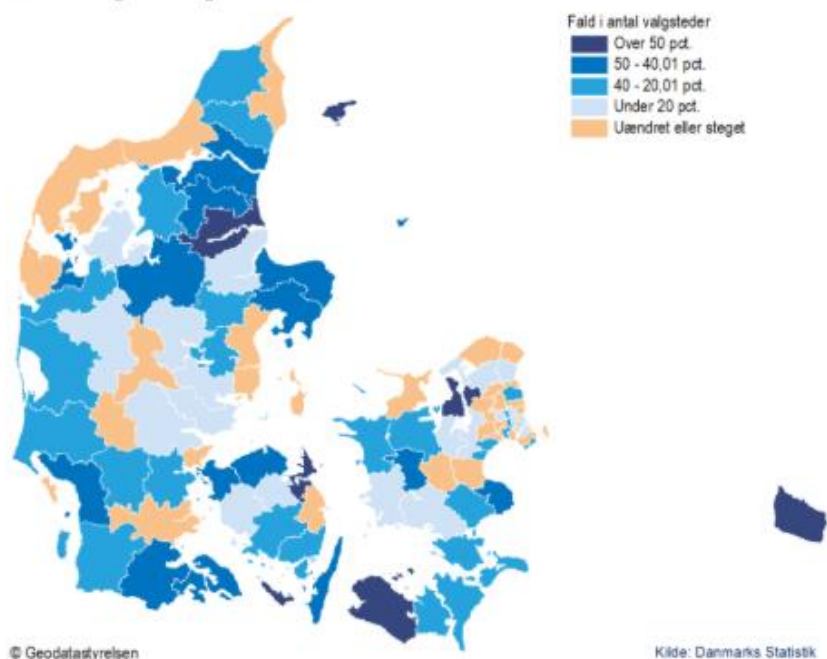 Fald i antal valgsteder
Over 50 pct.
50 - 40,01 pct.
40 - 20,01 pct.
Under 20 pct.
Uændret eller steget
© Geodatastyrelsen
Kilde: Danmarks Statistik